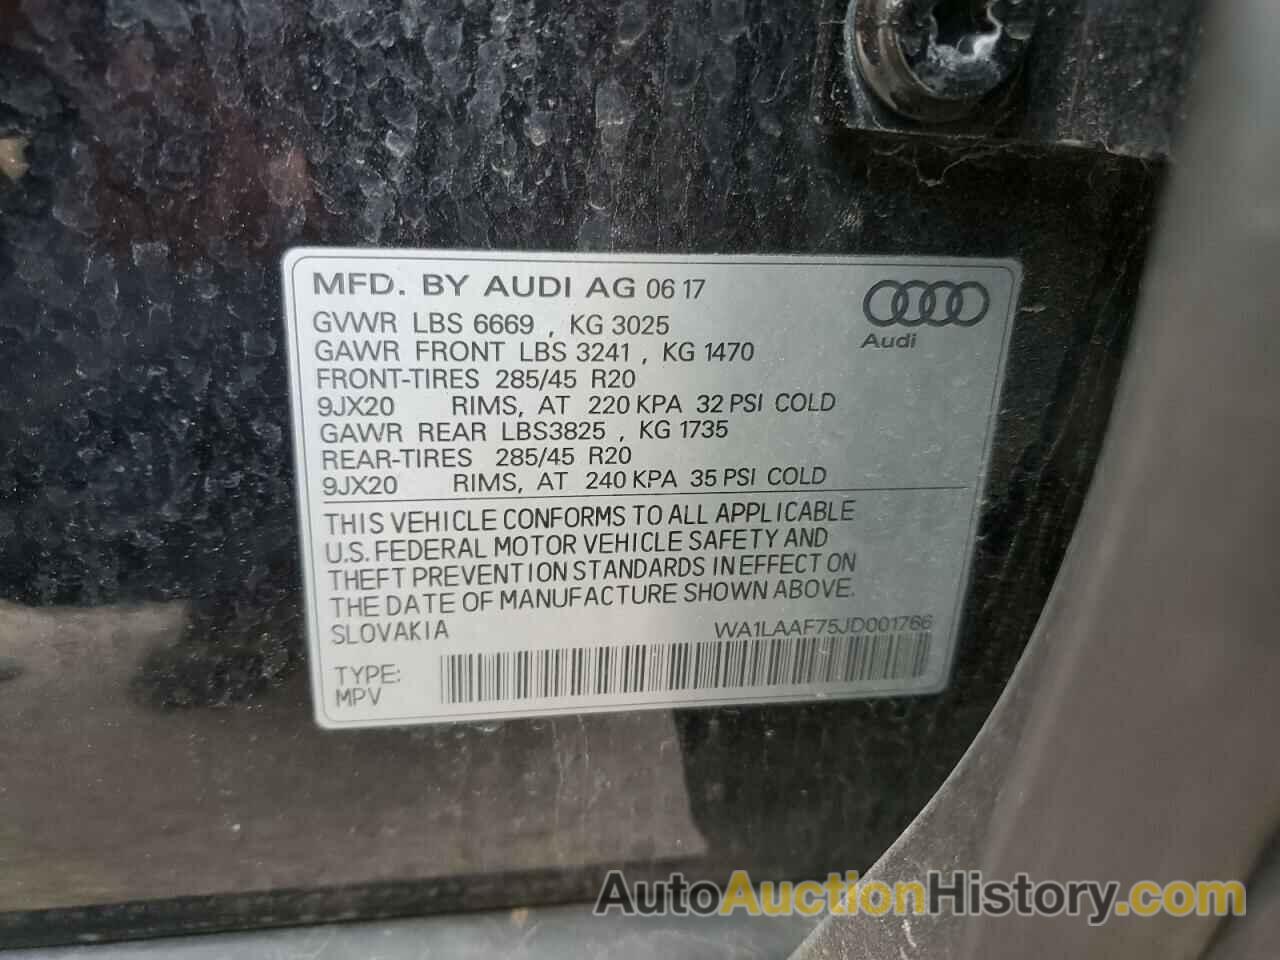 MFD. BY AUDI AG 06 17
GVWR LBS 6669 , KG 3025
GAWR FRONT LBS 3241 , KG 1470
FRONT-TIRES 285/45 R20
9JX20 RIMS, AT 220 KPA 32 PSI COLD
GAWR REAR LBS3825 , KG 1735
REAR-TIRES 285/45 R20
9JX20 RIMS, AT 240 KPA 35 PSI COLD
Audi
THIS VEHICLE CONFORMS TO ALL APPLICABLE
U.S. FEDERAL MOTOR VEHICLE SAFETY AND
THEFT PREVENTION STANDARDS IN EFFECT ON
THE DATE OF MANUFACTURE SHOWN ABOVE.
SLOVAKIA WA1LAAF75JD001766
TYPE:
MPV
AutoAuctionHistory.com